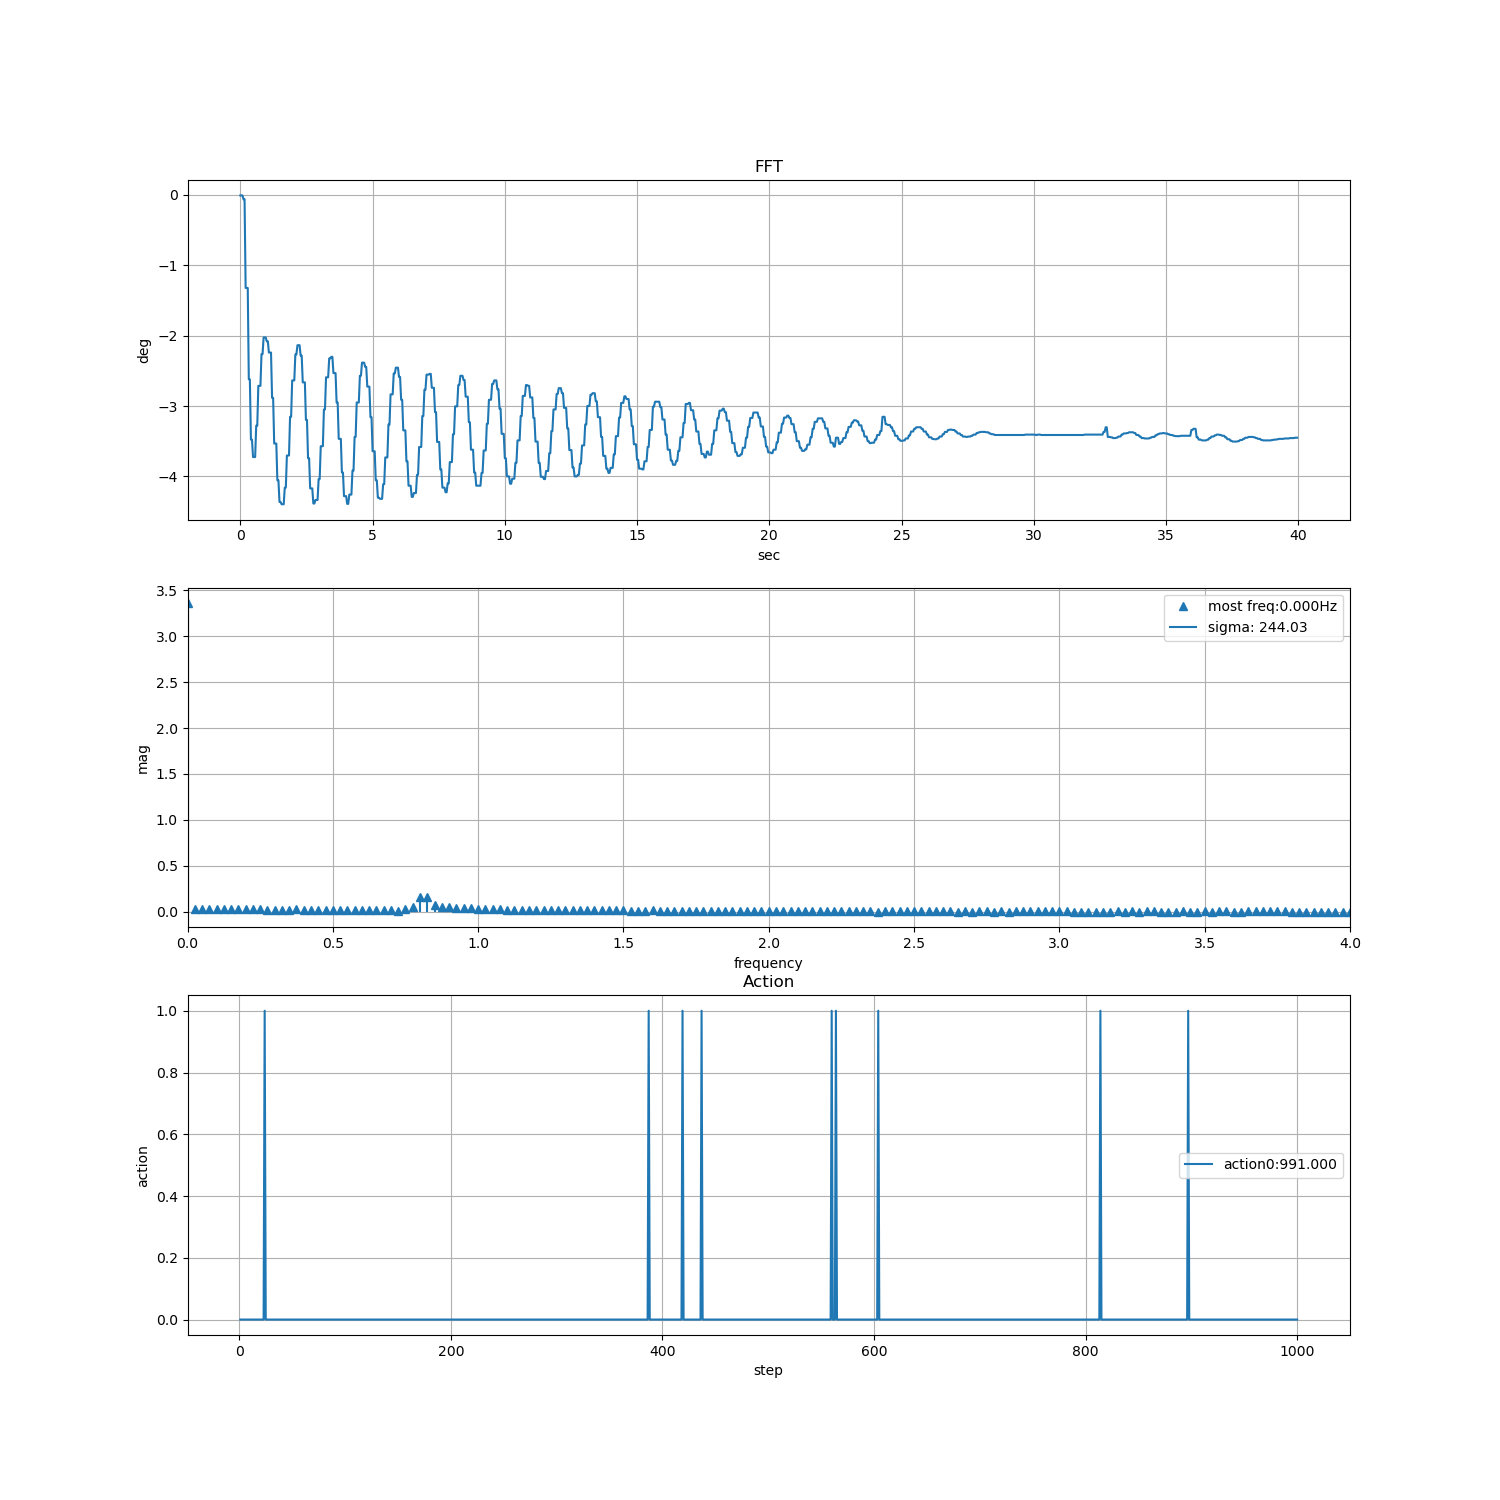 FFT
0
−1
−2
−3
−4
deg
0 5 10 15 20 25 30 35 40
sec
3.5
3.0
2.5
2.0
1.5
1.0
0.5
0.0
mag
most freq:0.000Hz
sigma: 244.03
0.0 0.5 1.0 1.5 2.0 2.5 3.0 3.5 4.0
frequency
Action
1.0
0.8
0.6
0.4
0.2
0.0
action
action0:991.000
0 200 400 600 800 1000
step